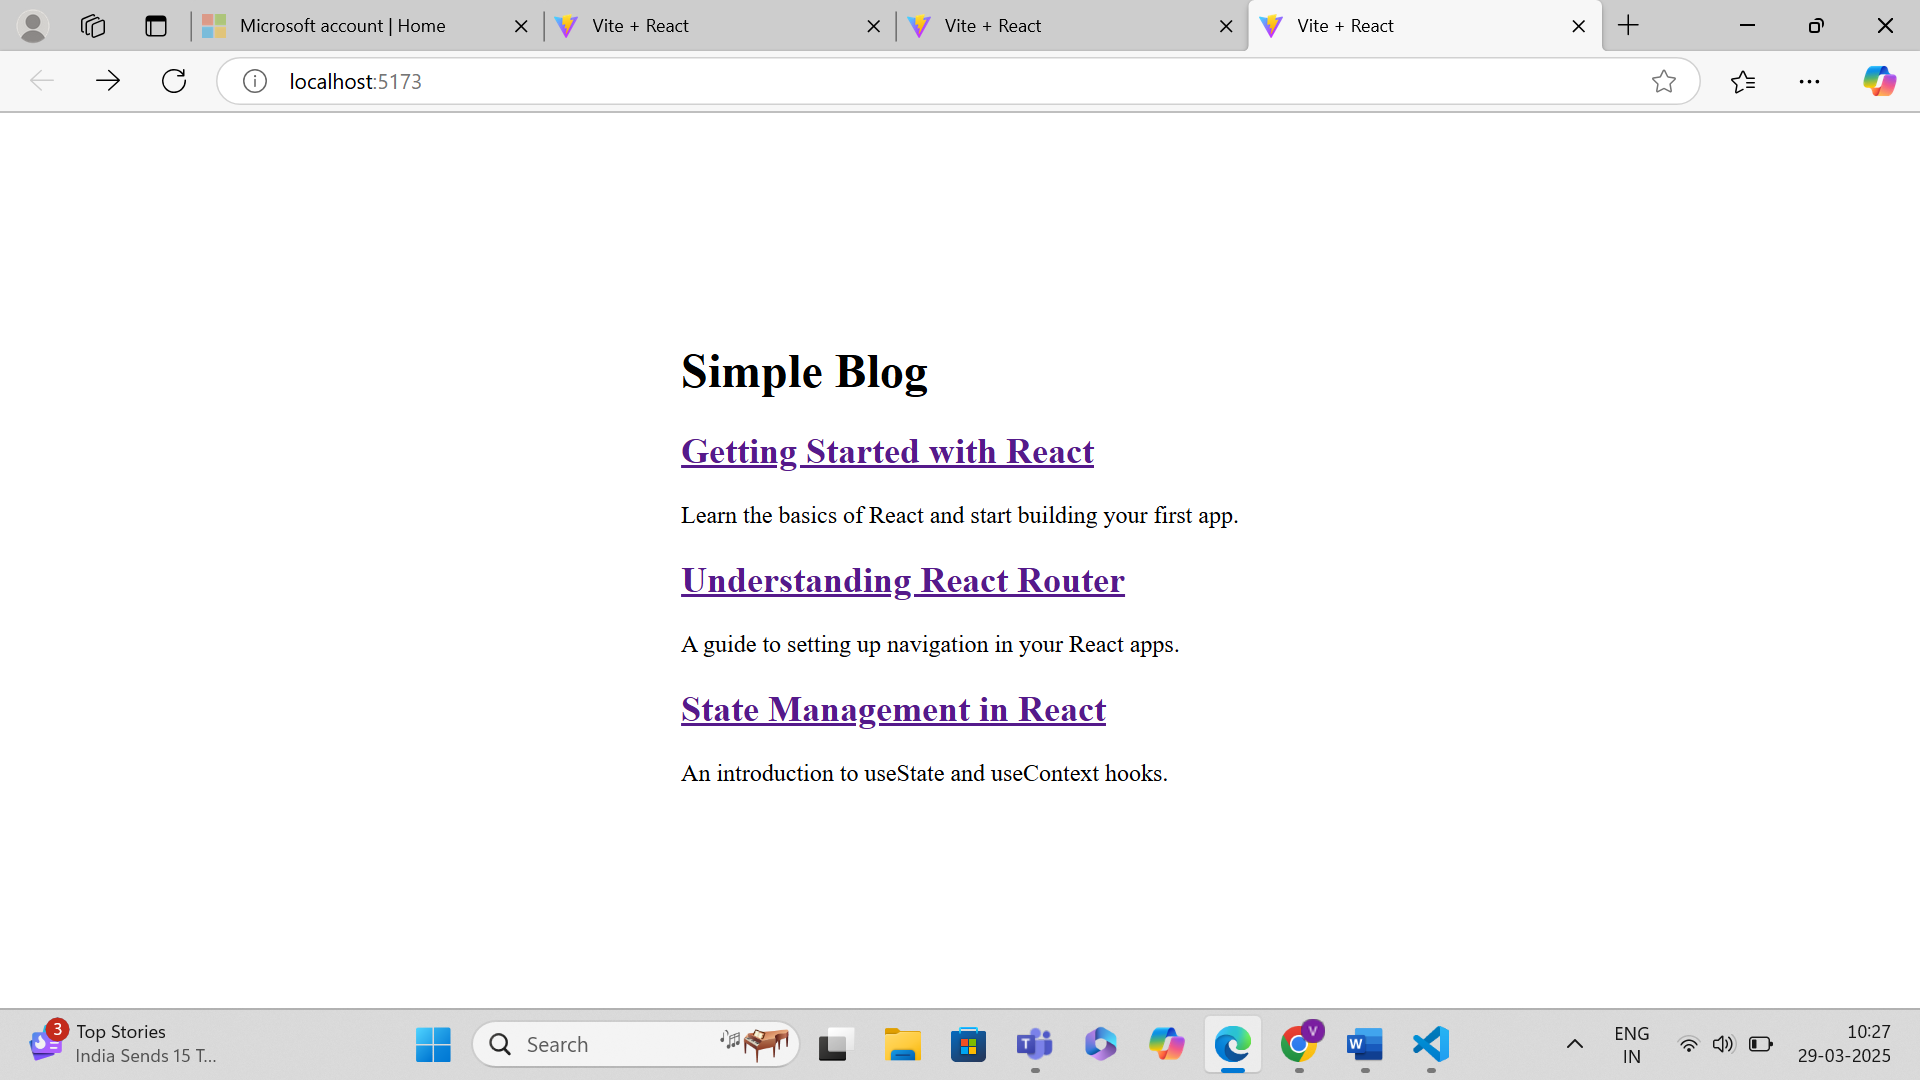 Microsoft account | Home
Vite + React
Vite + React
Vite + React
localhost:5173
Simple Blog
Getting Started with React
Learn the basics of React and start building your first app.
Understanding React Router
A guide to setting up navigation in your React apps.
State Management in React
An introduction to useState and useContext hooks.
3
Top Stories
India Sends 15 T...
Search
T
V
W
ENG
IN
10:27
29-03-2025